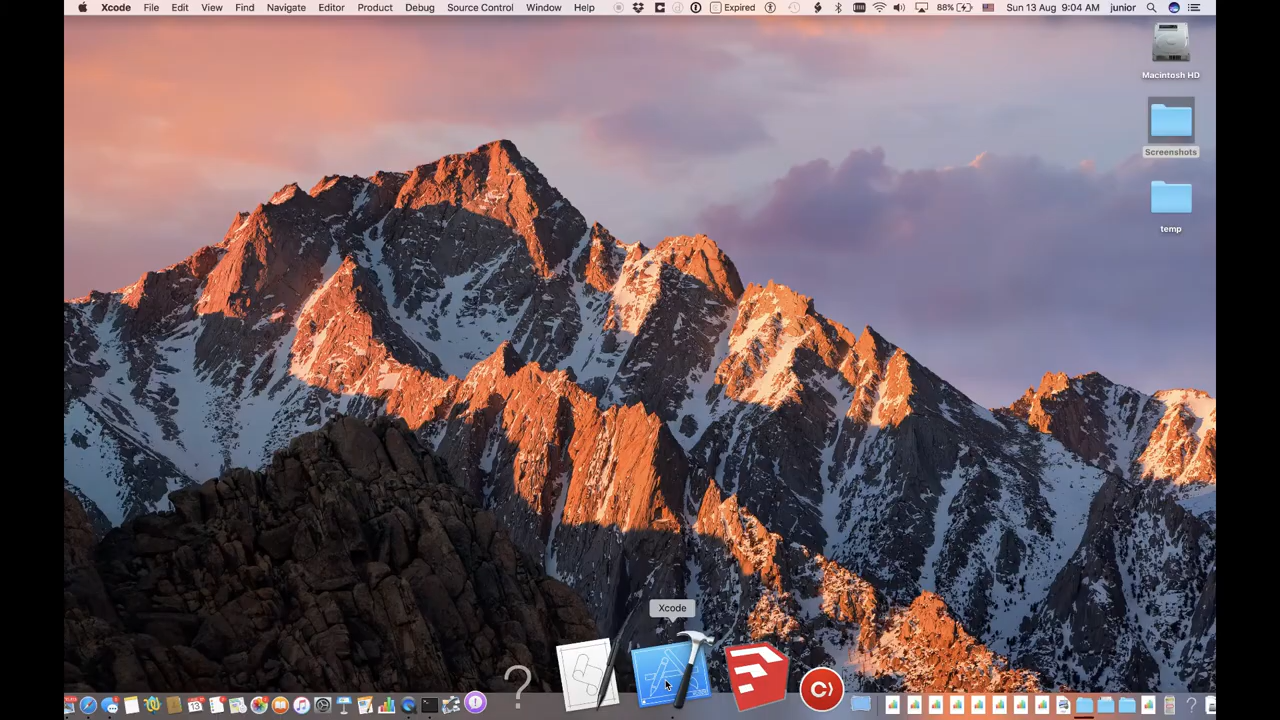 Xcode File Edit View Find Navigate Editor Product Debug Source Control Window Help Expired 88% Sun 13 Aug 9:04 AM junior
Macintosh HD
Screenshots
temp
Xcode